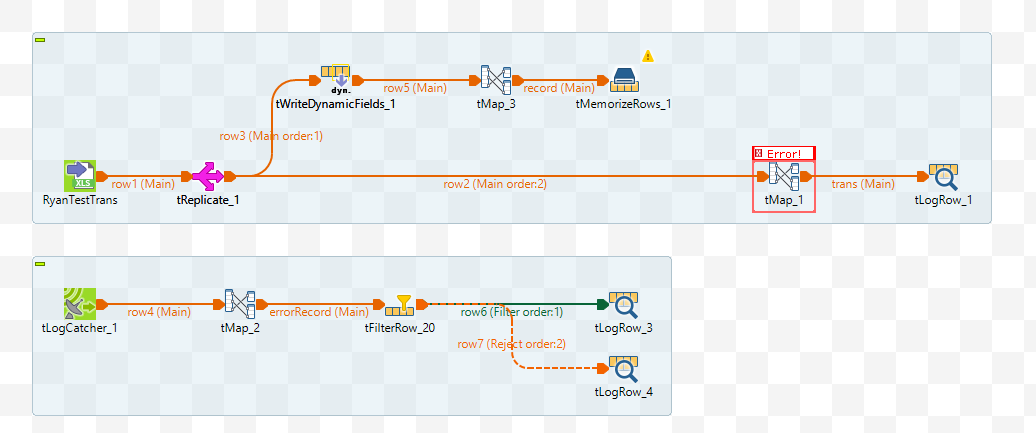 dyn.
tWriteDynamicFields_1
row5 (Main)
tMap_3
record (Main)
tMemorizeRows_1
row3 (Main order:1)
XLS
RyanTestTrans
row1 (Main)
tReplicate_1
row2 (Main order:2)
Error!
tMap_1
trans (Main)
tLogRow_1
tLogCatcher_1
row4 (Main)
tMap_2
errorRecord (Main)
tFilterRow_20
row6 (Filter order:1)
tLogRow_3
row7 (Reject order:2)
tLogRow_4